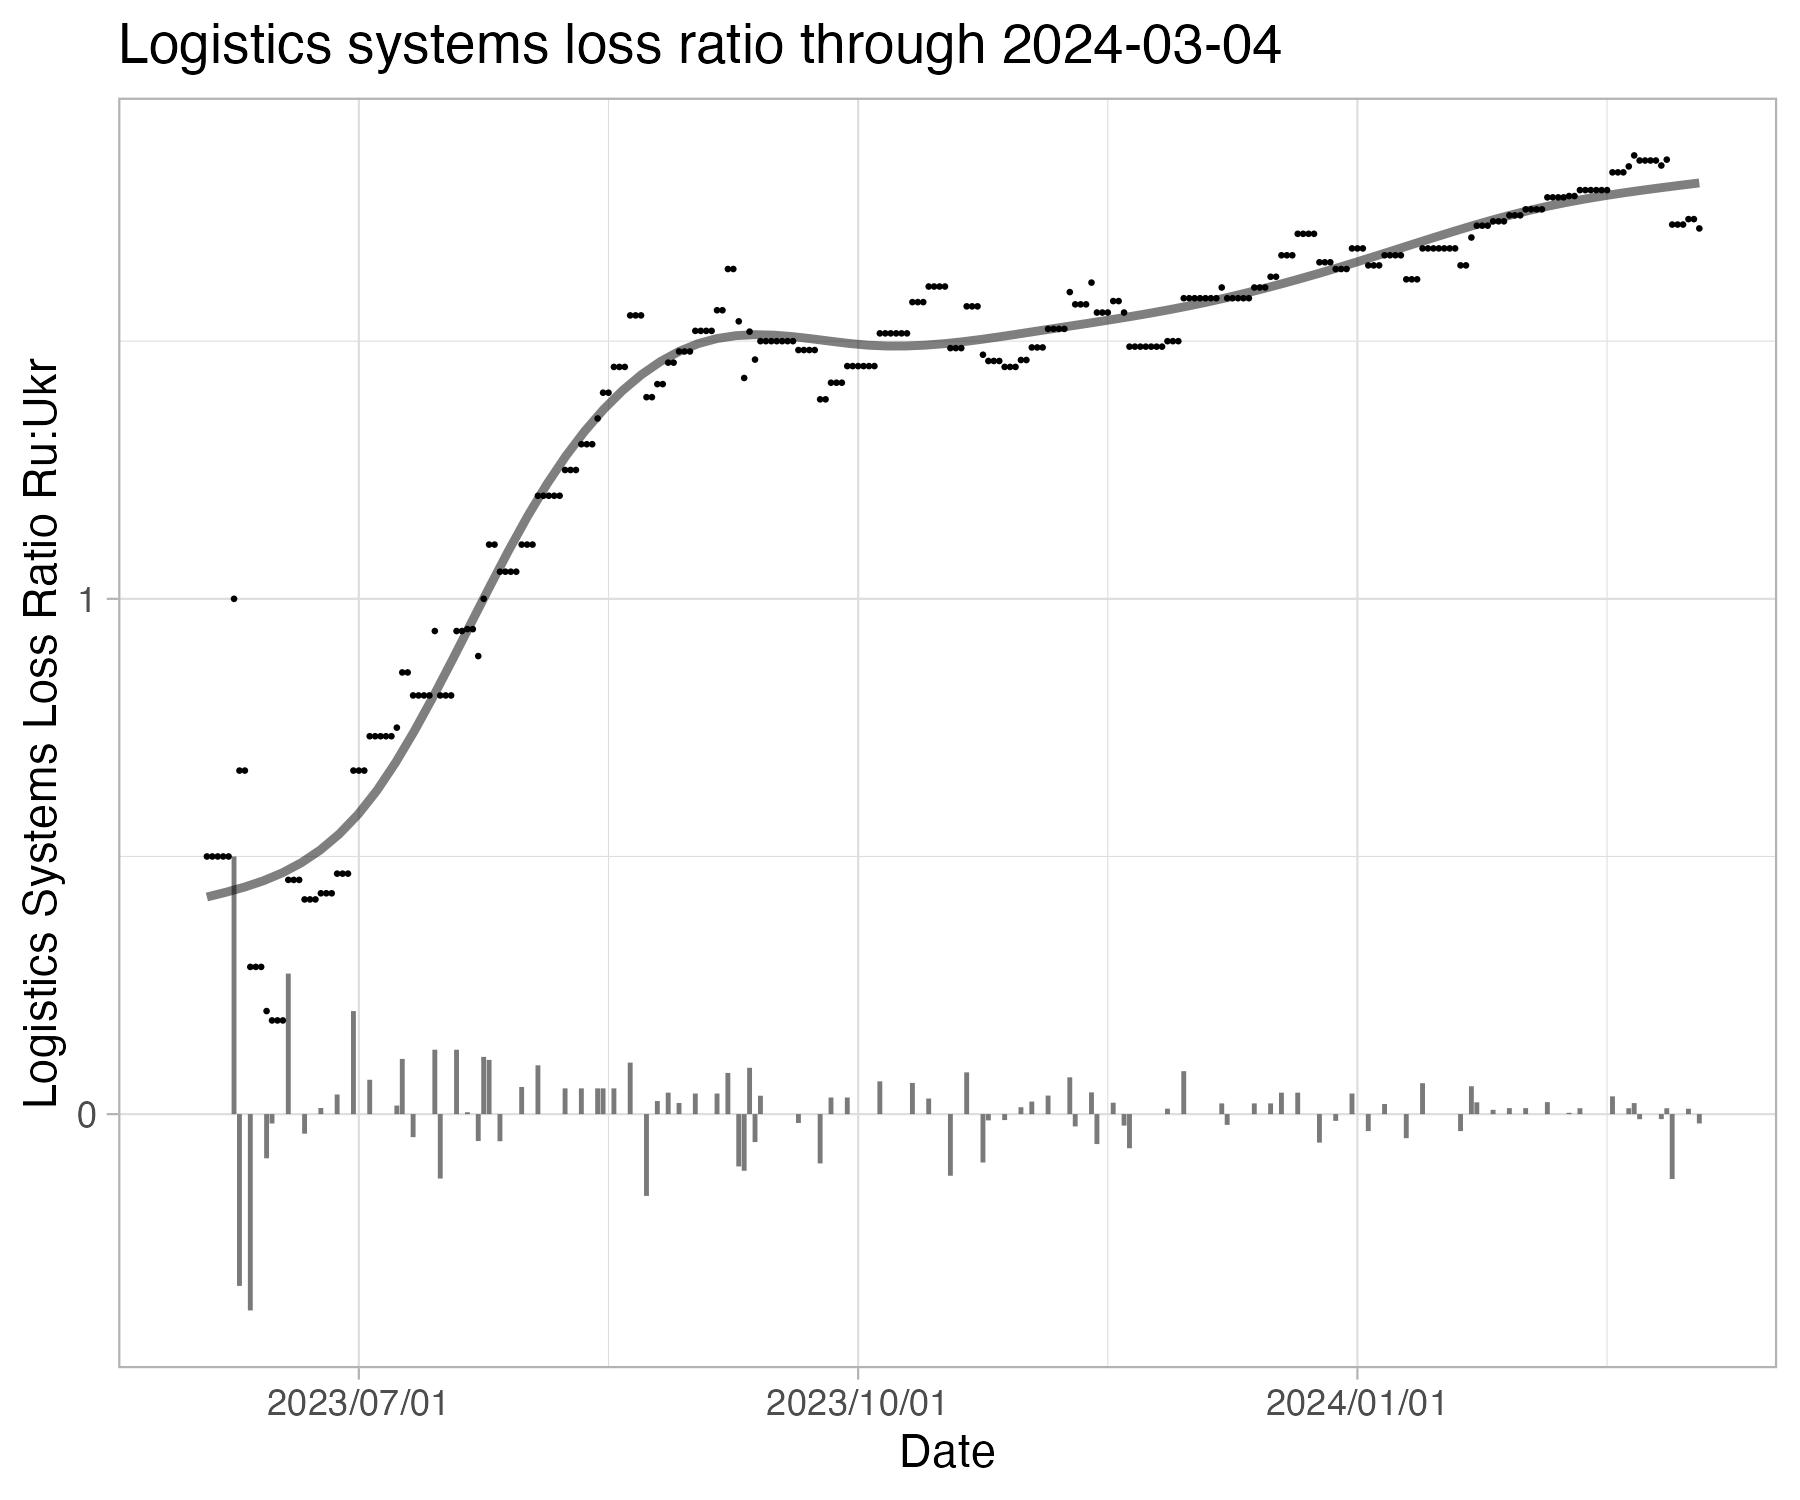 Logistics systems loss ratio through 2024-03-04
Logistics Systems Loss Ratio Ru:Ukr
1
0
2023/07/01
2023/10/01
2024/01/01
Date